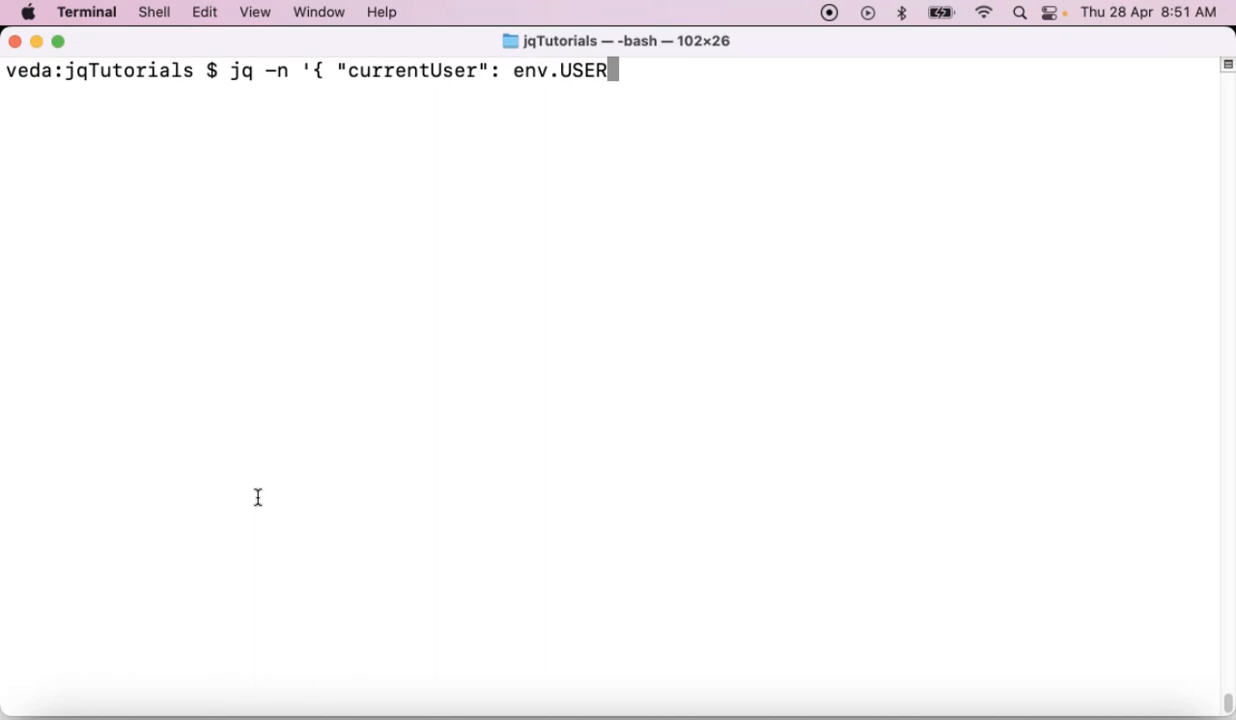 Terminal Shell Edit View Window Help Thu 28 Apr 8:51 AM
jqTutorials — -bash — 102×26
veda:jqTutorials $ jq -n '{ "currentUser": env.USER